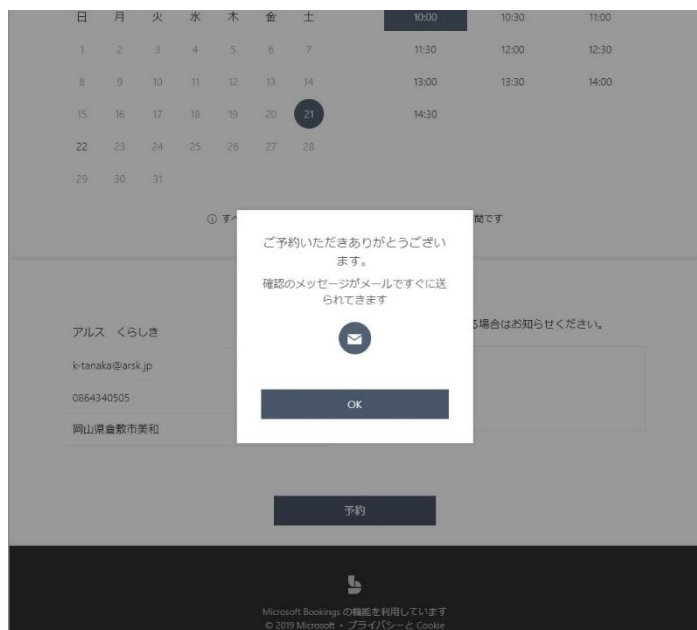 日 月 火 水 木 金 土
10:00 10:30 11:00
1 2 3 4 5 6 7
11:30 12:00 12:30
8 9 10 11 12 13 14
13:00 13:30 14:00
15 16 17 18 19 20 21
14:30
22 23 24 25 26 27 28
29 30 31
すべ
間です
ご予約いただきありがとうござい
ます。
確認のメッセージがメールですぐに送
られてきます
OK
る場合はお知らせください。
アルス くらしき
k-tanaka@arsk.jp
0864340505
岡山県倉敷市美和
予約
Microsoft Bookings の機能を利用しています
© 2019 Microsoft • プライバシーと Cookie